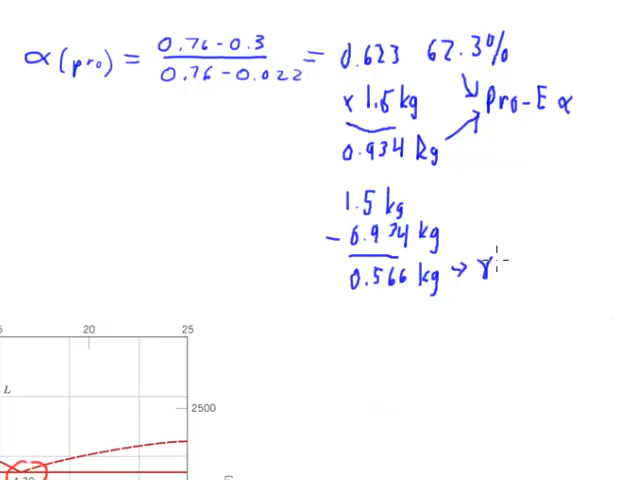 α(pro) = 0.76-0.3 / 0.76-0.022 = 0.623 62.3%
x 1.5 kg Pro-E α
0.934 kg
1.5 kg
- 0.934 kg
0.566 kg → γ
20 25
L
2500